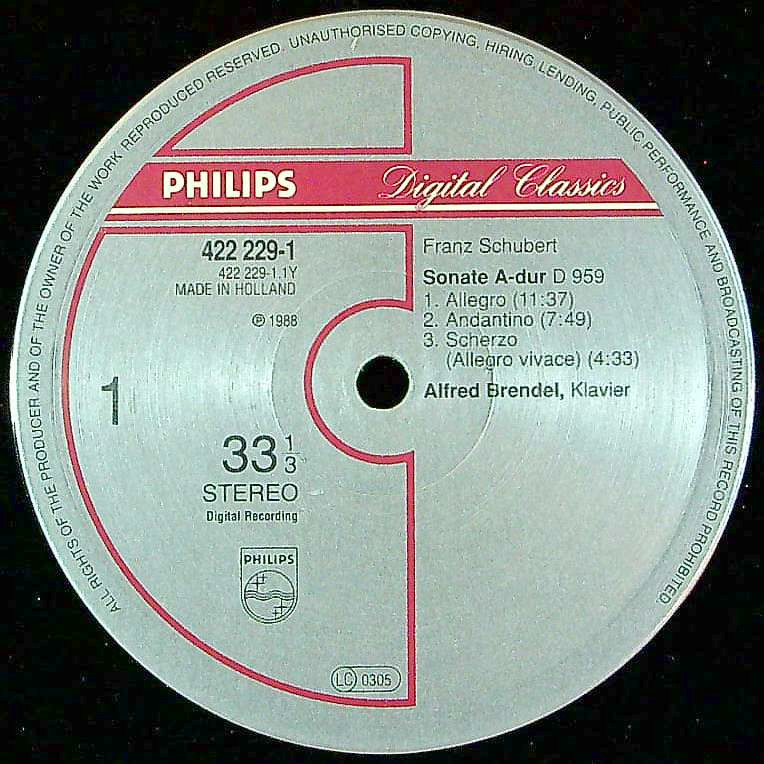 ALL RIGHTS OF THE PRODUCER AND OF THE OWNER OF THE WORK REPRODUCED RESERVED. UNAUTHORISED COPYING, HIRING, LENDING, PUBLIC PERFORMANCE AND BROADCASTING OF THIS RECORD PROHIBITED.
PHILIPS Digital Classics
422 229-1
422 229-1.1Y
MADE IN HOLLAND
℗ 1988
1
33 1/3
STEREO
Digital Recording
PHILIPS
LC 0305
Franz Schubert
Sonate A-dur D 959
1. Allegro (11:37)
2. Andantino (7:49)
3. Scherzo
(Allegro vivace) (4:33)
Alfred Brendel, Klavier